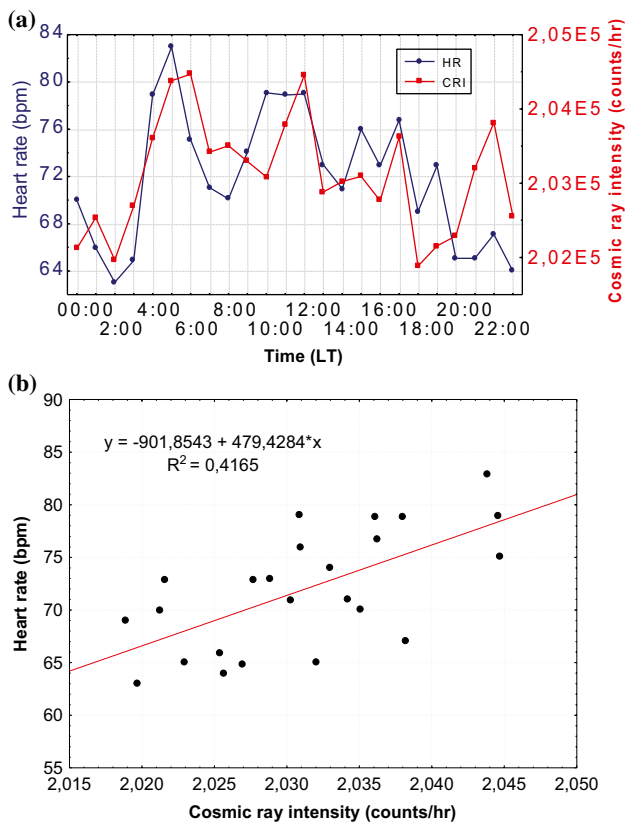 (a)
84
80
76
72
68
64
Heart rate (bpm)
HR
CRI
2,05E5
2,04E5
2,03E5
2,02E5
Cosmic ray intensity (counts/hr)
00:00 4:00 8:00 12:00 16:00 20:00
2:00 6:00 10:00 14:00 18:00 22:00
Time (LT)
(b)
90
85
80
75
70
65
60
55
Heart rate (bpm)
y = -901,8543 + 479,4284*x
R² = 0,4165
2,015 2,020 2,025 2,030 2,035 2,040 2,045 2,050
Cosmic ray intensity (counts/hr)